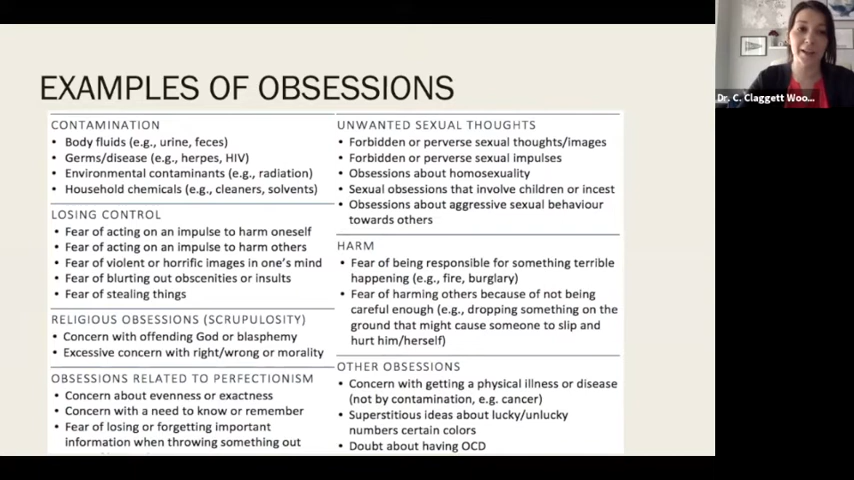 EXAMPLES OF OBSESSIONS
CONTAMINATION
• Body fluids (e.g., urine, feces)
• Germs/disease (e.g., herpes, HIV)
• Environmental contaminants (e.g., radiation)
• Household chemicals (e.g., cleaners, solvents)
LOSING CONTROL
• Fear of acting on an impulse to harm oneself
• Fear of acting on an impulse to harm others
• Fear of violent or horrific images in one's mind
• Fear of blurting out obscenities or insults
• Fear of stealing things
RELIGIOUS OBSESSIONS (SCRUPULOSITY)
• Concern with offending God or blasphemy
• Excessive concern with right/wrong or morality
OBSESSIONS RELATED TO PERFECTIONISM
• Concern about evenness or exactness
• Concern with a need to know or remember
• Fear of losing or forgetting important
information when throwing something out
UNWANTED SEXUAL THOUGHTS
• Forbidden or perverse sexual thoughts/images
• Forbidden or perverse sexual impulses
• Obsessions about homosexuality
• Sexual obsessions that involve children or incest
• Obsessions about aggressive sexual behaviour
towards others
HARM
• Fear of being responsible for something terrible
happening (e.g., fire, burglary)
• Fear of harming others because of not being
careful enough (e.g., dropping something on the
ground that might cause someone to slip and
hurt him/herself)
OTHER OBSESSIONS
• Concern with getting a physical illness or disease
(not by contamination, e.g. cancer)
• Superstitious ideas about lucky/unlucky
numbers certain colors
• Doubt about having OCD
Dr. C. Claggett Woo...